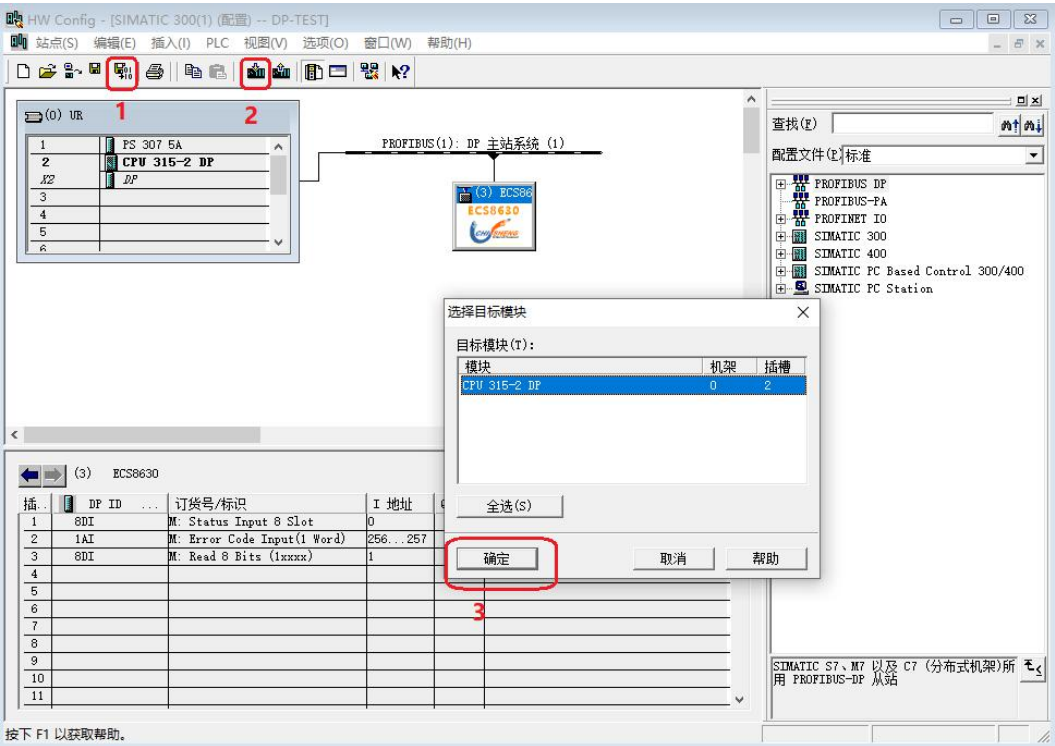 HW Config - [SIMATIC 300(1) (配置) -- DP-TEST]
站点(S) 编辑(E) 插入(I) PLC 视图(V) 选项(O) 窗口(W) 帮助(H)
1
2
(0) UR
1 PS 307 5A
2 CPU 315-2 DP
X2 DP
3
4
5
6
PROFIBUS(1): DP 主站系统 (1)
(3) ECS86
ECS8630
CHISHENG
查找(F)
配置文件(P) 标准
PROFIBUS DP
PROFIBUS-PA
PROFINET IO
SIMATIC 300
SIMATIC 400
SIMATIC PC Based Control 300/400
SIMATIC PC Station
选择目标模块
目标模块(T):
模块 机架 插槽
CPU 315-2 DP 0 2
全选(S)
确定 取消 帮助
3
(3) ECS8630
插.. DP ID ... 订货号/标识 I 地址
1 8DI M: Status Input 8 Slot 0
2 1AI M: Error Code Input(1 Word) 256...257
3 8DI M: Read 8 Bits (1xxxx) 1
4
5
6
7
8
9
10
11
SIMATIC S7、M7 以及 C7 (分布式机架)所
用 PROFIBUS-DP 从站
按下 F1 以获取帮助。